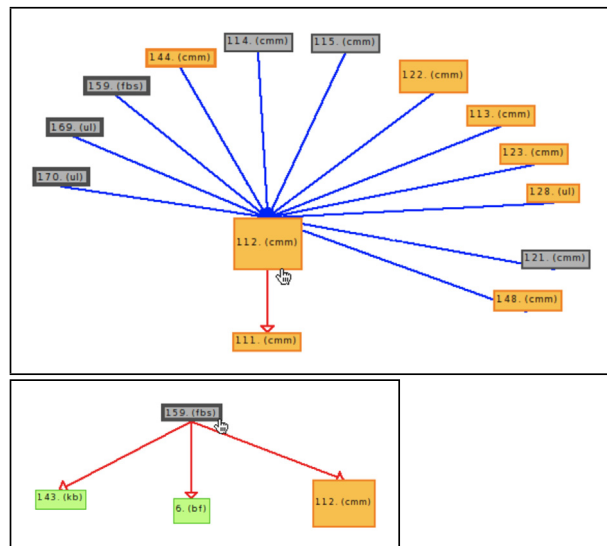 114. (cmm)
115. (cmm)
144. (cmm)
122. (cmm)
159. (fbs)
113. (cmm)
169. (ul)
123. (cmm)
170. (ul)
128. (ul)
112. (cmm)
121. (cmm)
148. (cmm)
111. (cmm)
159. (fbs)
143. (kb)
6. (bf)
112. (cmm)